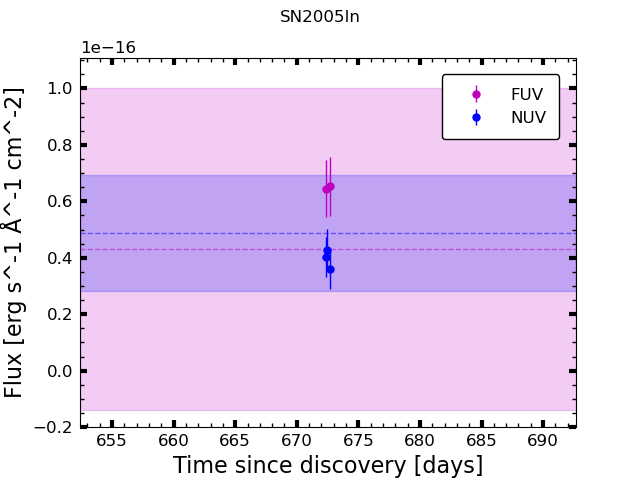 SN2005ln
1e−16
FUV
NUV
1.0
0.8
0.6
0.4
0.2
0.0
−0.2
Flux [erg s^-1 Å^-1 cm^-2]
655 660 665 670 675 680 685 690
Time since discovery [days]